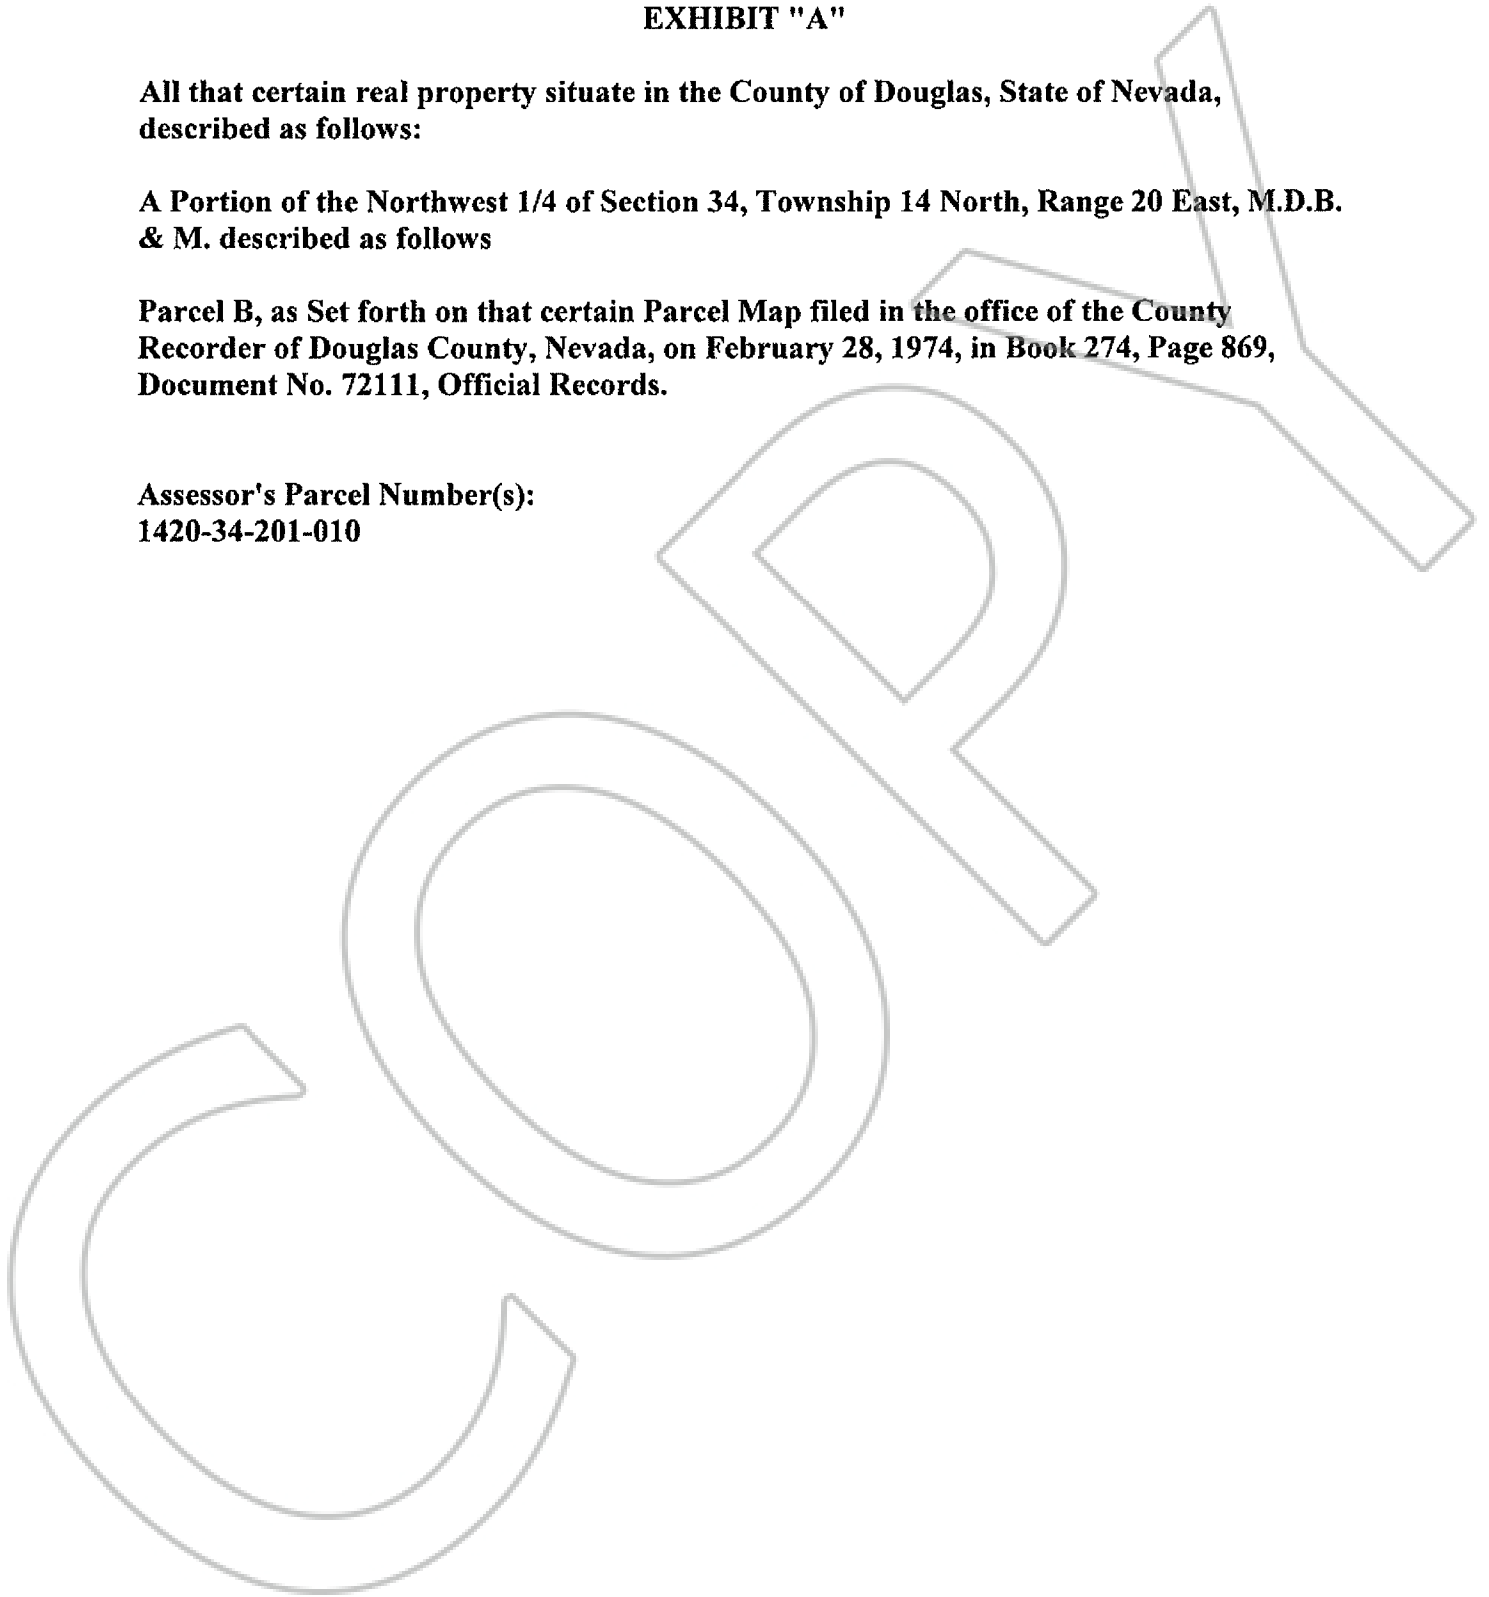 EXHIBIT "A"
All that certain real property situate in the County of Douglas, State of Nevada,
described as follows:
A Portion of the Northwest 1/4 of Section 34, Township 14 North, Range 20 East, M.D.B.
& M. described as follows
Parcel B, as Set forth on that certain Parcel Map filed in the office of the County
Recorder of Douglas County, Nevada, on February 28, 1974, in Book 274, Page 869,
Document No. 72111, Official Records.
Assessor's Parcel Number(s):
1420-34-201-010
COPY